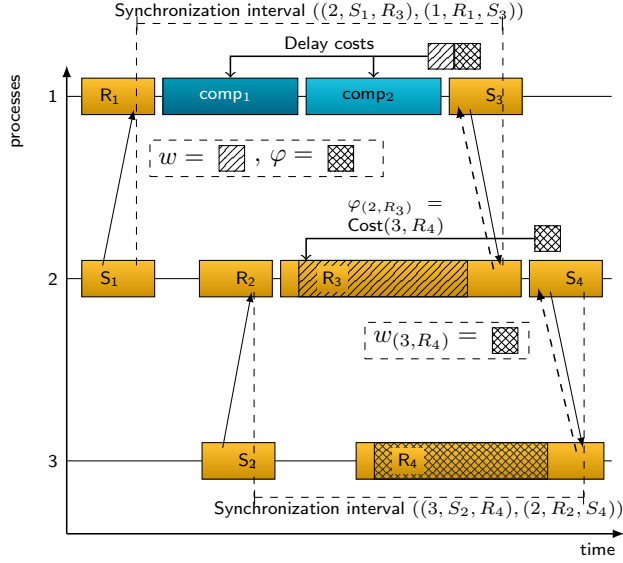 Synchronization interval ((2, S₁, R₃), (1, R₁, S₃))
Delay costs
processes
1
R₁
comp₁
comp₂
S₃
w = , φ =
φ₍₂,R₃₎ =
Cost(3, R₄)
2
S₁
R₂
R₃
S₄
w₍₃,R₄₎ =
3
S₂
R₄
Synchronization interval ((3, S₂, R₄), (2, R₂, S₄))
time